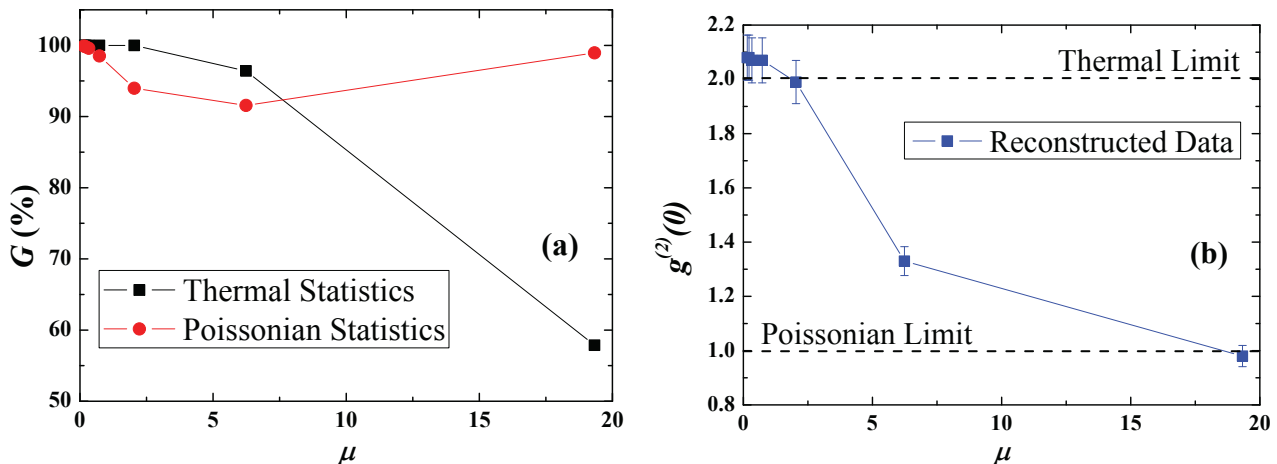 100
90
80
70
60
50
G (%)
(a)
Thermal Statistics
Poissonian Statistics
0
5
10
15
20
μ
2.2
2.0
1.8
1.6
1.4
1.2
1.0
0.8
g⁽²⁾(0)
Thermal Limit
Reconstructed Data
(b)
Poissonian Limit
0
5
10
15
20
μ